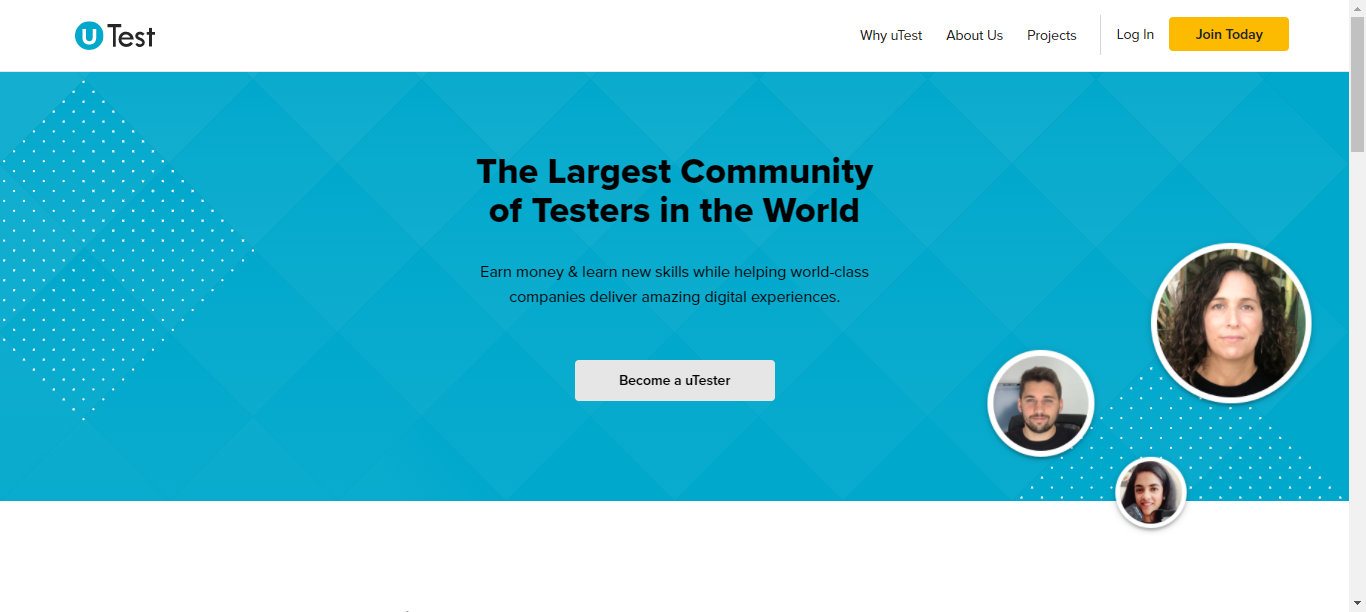 uTest
Why uTest
About Us
Projects
Log In
Join Today
The Largest Community
of Testers in the World
Earn money & learn new skills while helping world-class
companies deliver amazing digital experiences.
Become a uTester